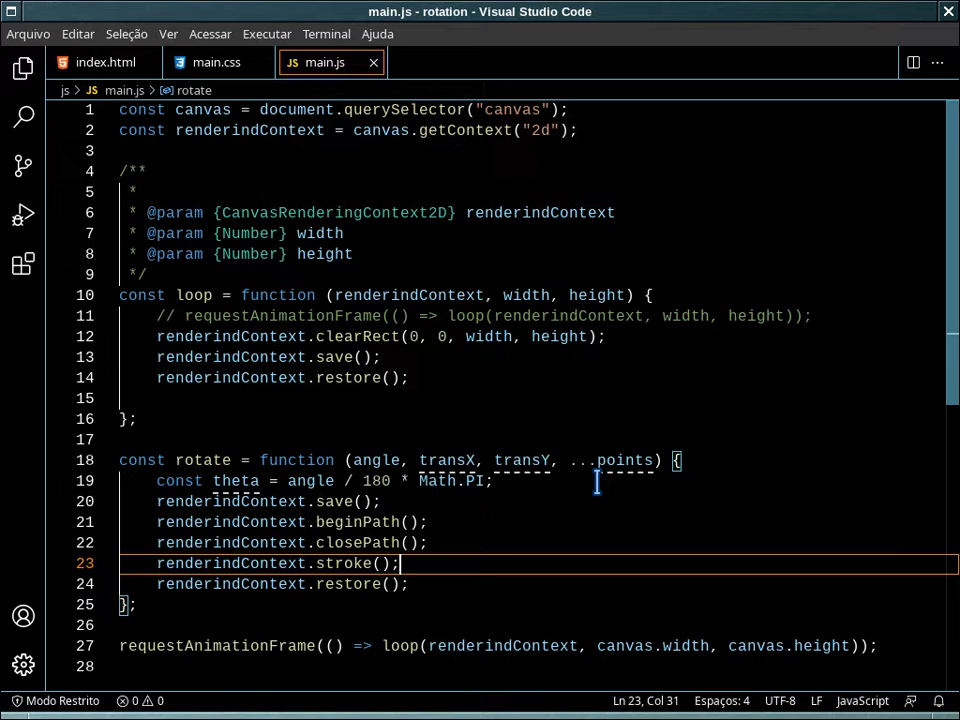 main.js - rotation - Visual Studio Code
Arquivo Editar Seleção Ver Acessar Executar Terminal Ajuda
index.html main.css JS main.js
js > JS main.js > rotate
1 const canvas = document.querySelector("canvas");
2 const renderindContext = canvas.getContext("2d");
3
4 /**
5 *
6 * @param {CanvasRenderingContext2D} renderindContext
7 * @param {Number} width
8 * @param {Number} height
9 */
10 const loop = function (renderindContext, width, height) {
11 // requestAnimationFrame(() => loop(renderindContext, width, height));
12 renderindContext.clearRect(0, 0, width, height);
13 renderindContext.save();
14 renderindContext.restore();
15
16 };
17
18 const rotate = function (angle, transX, transY, ...points) {
19 const theta = angle / 180 * Math.PI;
20 renderindContext.save();
21 renderindContext.beginPath();
22 renderindContext.closePath();
23 renderindContext.stroke();
24 renderindContext.restore();
25 };
26
27 requestAnimationFrame(() => loop(renderindContext, canvas.width, canvas.height));
28
Modo Restrito 0 0 Ln 23, Col 31 Espaços: 4 UTF-8 LF JavaScript